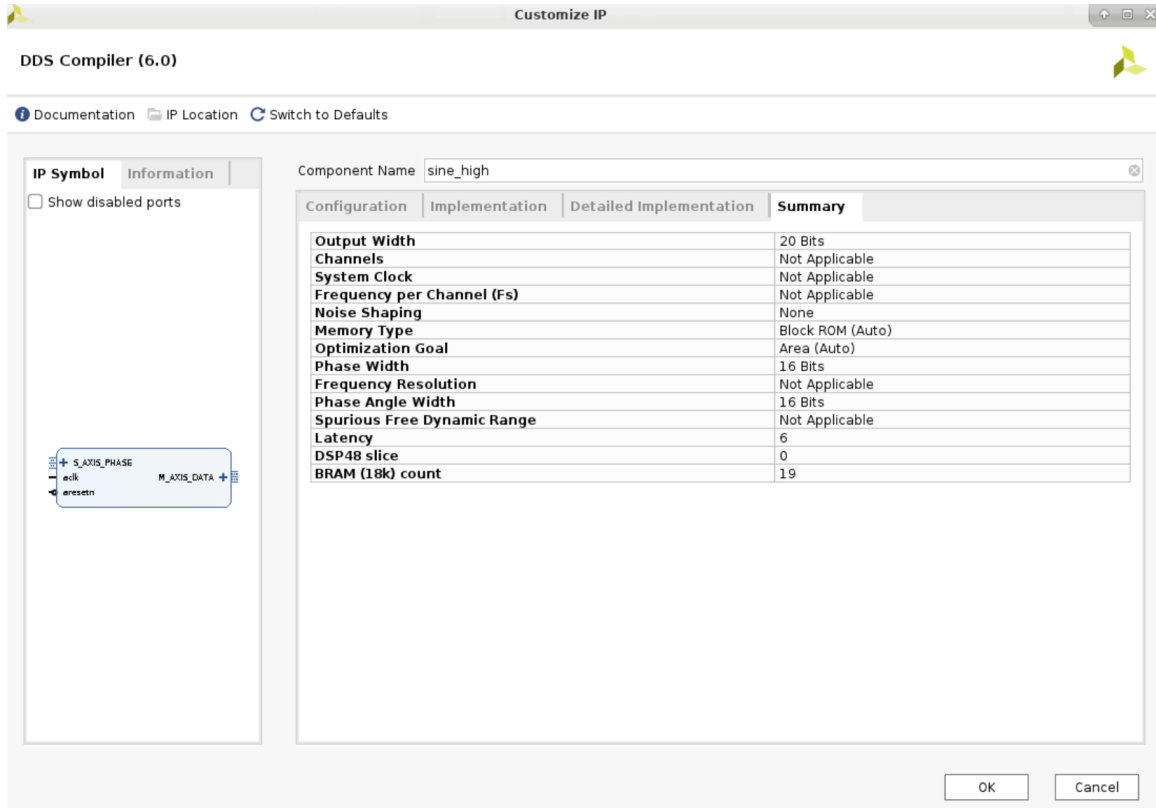 Customize IP
DDS Compiler (6.0)
Documentation IP Location Switch to Defaults
IP Symbol Information
Show disabled ports
S_AXIS_PHASE
aclk M_AXIS_DATA
aresetn
Component Name sine_high
Configuration Implementation Detailed Implementation Summary
Output Width 20 Bits
Channels Not Applicable
System Clock Not Applicable
Frequency per Channel (Fs) Not Applicable
Noise Shaping None
Memory Type Block ROM (Auto)
Optimization Goal Area (Auto)
Phase Width 16 Bits
Frequency Resolution Not Applicable
Phase Angle Width 16 Bits
Spurious Free Dynamic Range Not Applicable
Latency 6
DSP48 slice 0
BRAM (18k) count 19
OK Cancel